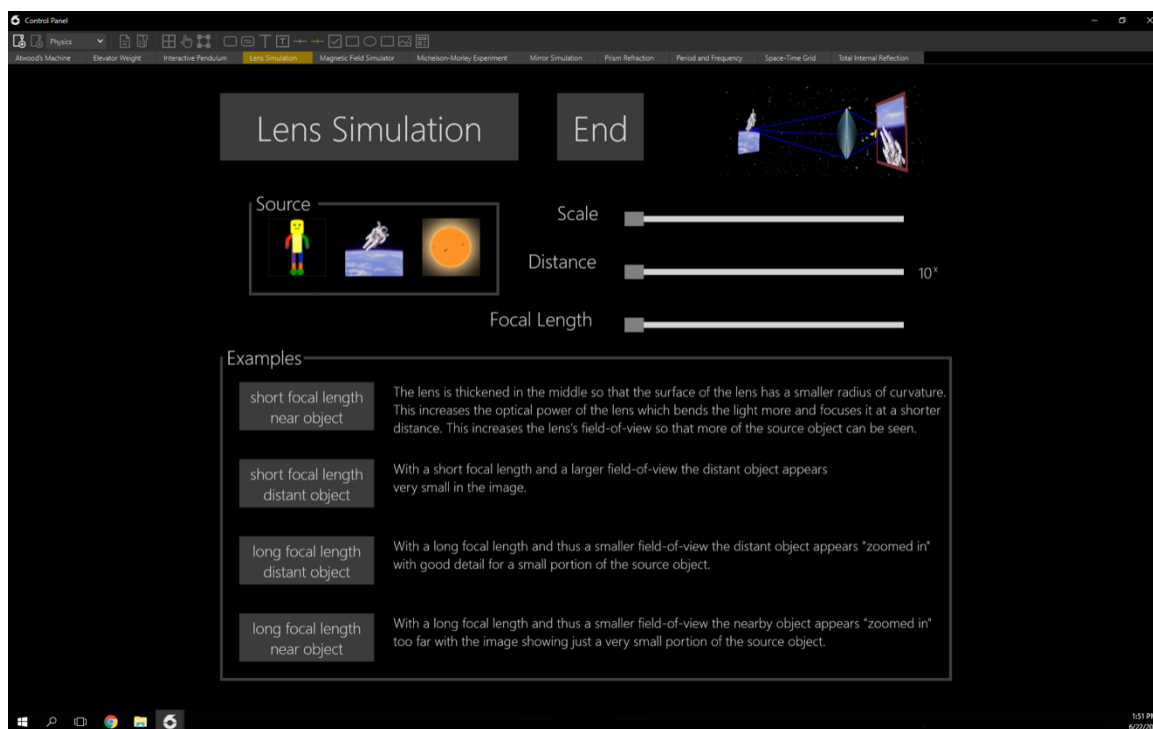 Control Panel
Physics
Atwood's Machine Elevator Weight Interactive Pendulum Lens Simulation Magnetic Field Simulator Michelson-Morley Experiment Mirror Simulation Prism Refraction Period and Frequency Space-Time Grid Total Internal Reflection
Lens Simulation
End
Source
Scale
Distance
10ˣ
Focal Length
Examples
short focal length
near object
The lens is thickened in the middle so that the surface of the lens has a smaller radius of curvature.
This increases the optical power of the lens which bends the light more and focuses it at a shorter
distance. This increases the lens's field-of-view so that more of the source object can be seen.
short focal length
distant object
With a short focal length and a larger field-of-view the distant object appears
very small in the image.
long focal length
distant object
With a long focal length and thus a smaller field-of-view the distant object appears "zoomed in"
with good detail for a small portion of the source object.
long focal length
near object
With a long focal length and thus a smaller field-of-view the nearby object appears "zoomed in"
too far with the image showing just a very small portion of the source object.
1:51 P
6/22/20